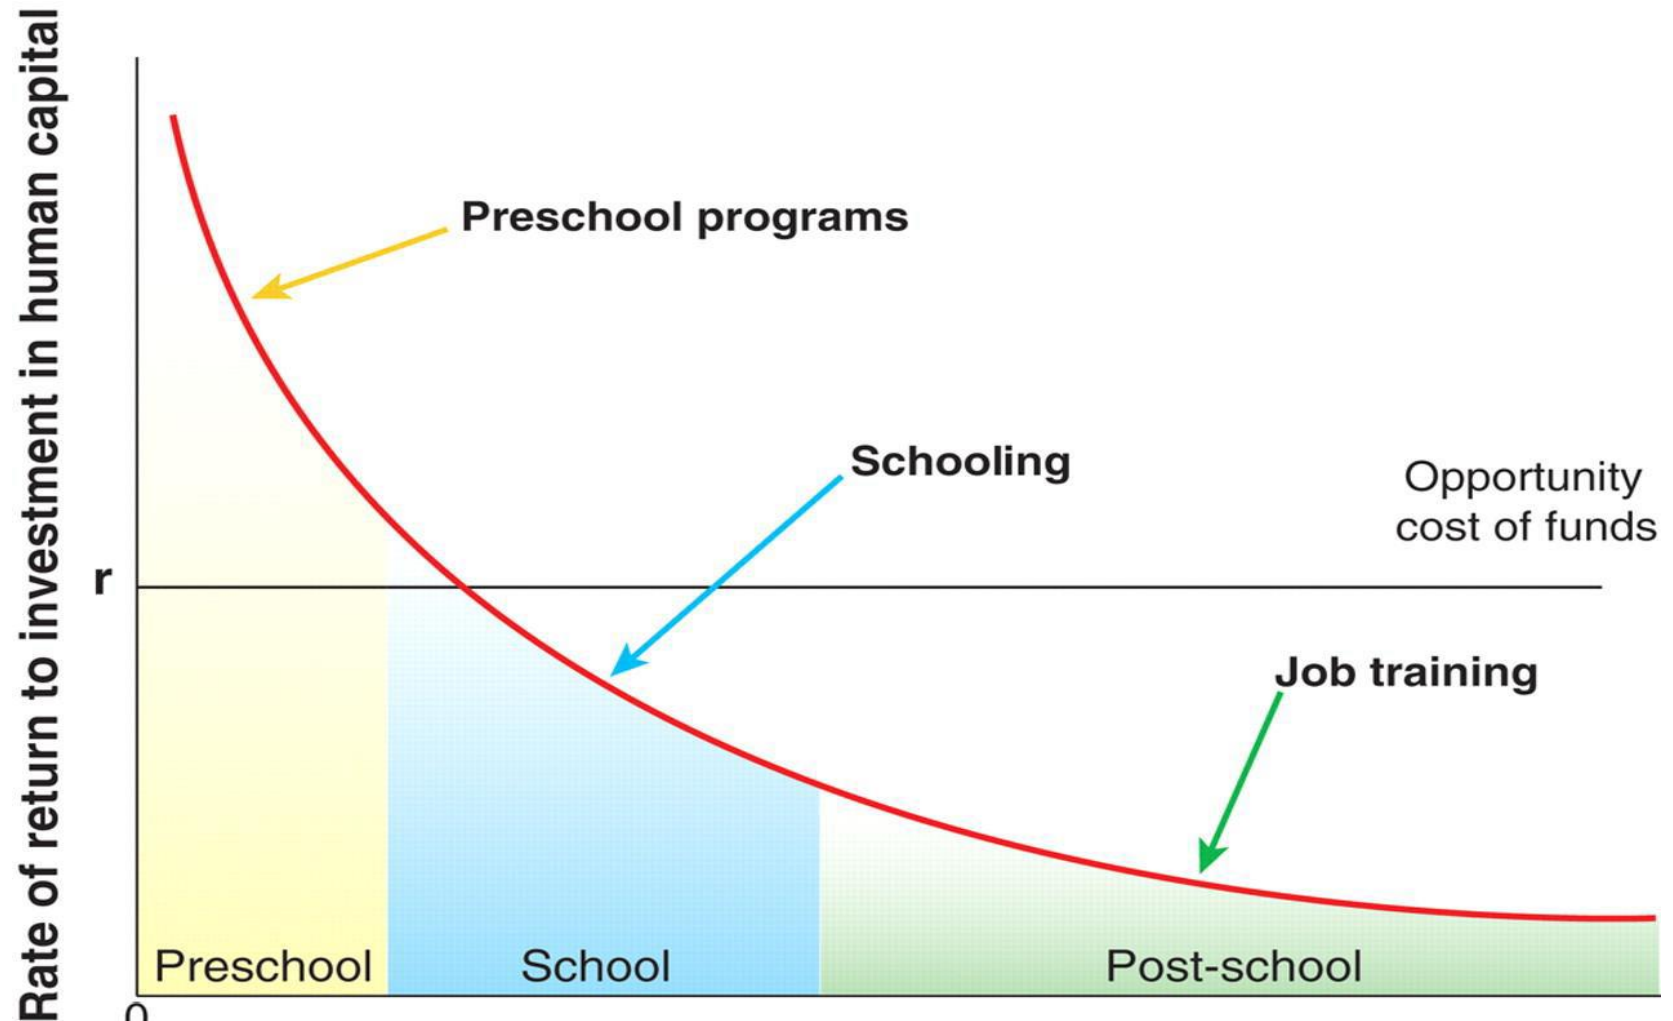 Rate of return to investment in human capital
Preschool programs
Schooling
Opportunity
cost of funds
r
Job training
Preschool
School
Post-school
0